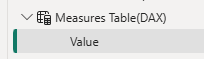 Measures Table(DAX)
Value